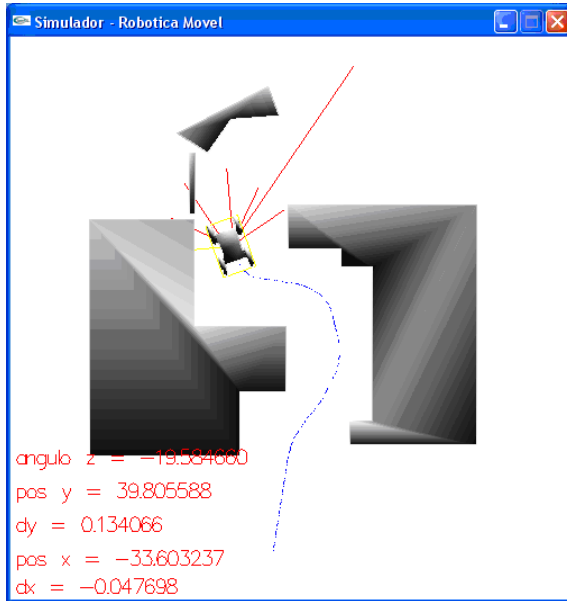 Simulador - Robotica Movel
angulo z = -19.584660
pos y = 39.805588
dy = 0.134066
pos x = -33.603237
dx = -0.047698